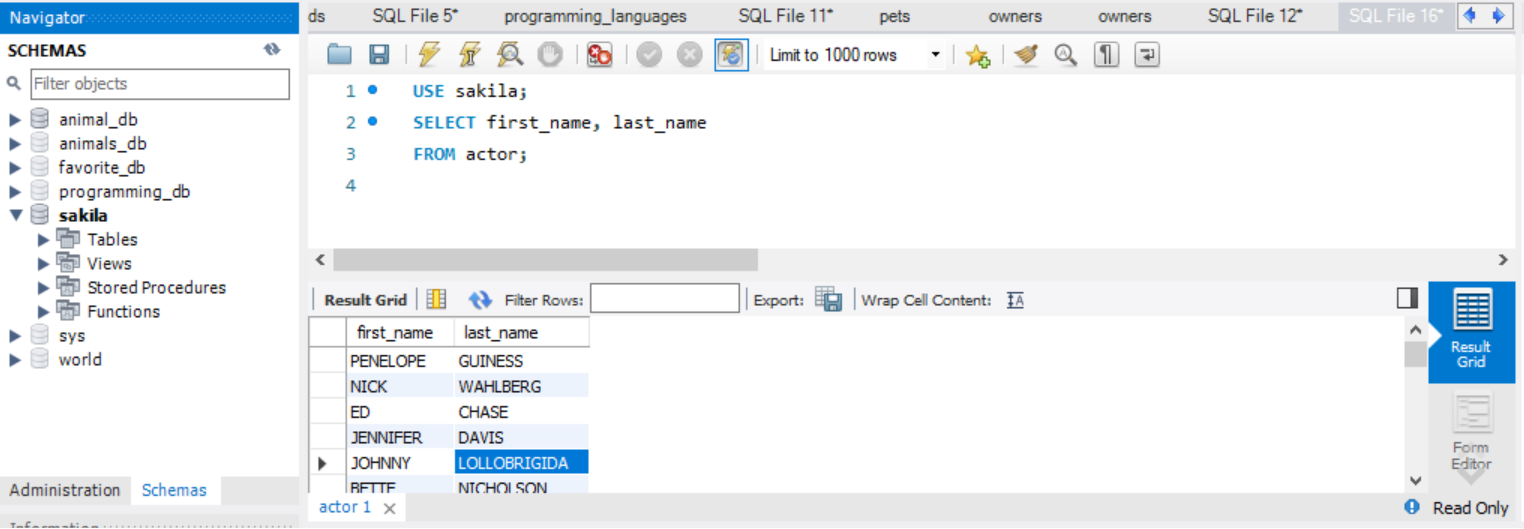 Navigator
SCHEMAS
Filter objects
animal_db
animals_db
favorite_db
programming_db
sakila
Tables
Views
Stored Procedures
Functions
sys
world
Administration Schemas
Information
ds SQL File 5* programming_languages SQL File 11* pets owners owners SQL File 12* SQL File 16*
Limit to 1000 rows
1 USE sakila;
2 SELECT first_name, last_name
3 FROM actor;
4
Result Grid Filter Rows: Export: Wrap Cell Content:
first_name last_name
PENELOPE GUINESS
NICK WAHLBERG
ED CHASE
JENNIFER DAVIS
JOHNNY LOLLOBRIGIDA
BETTE NICHOLSON
Result
Grid
Form
Editor
actor 1
Read Only